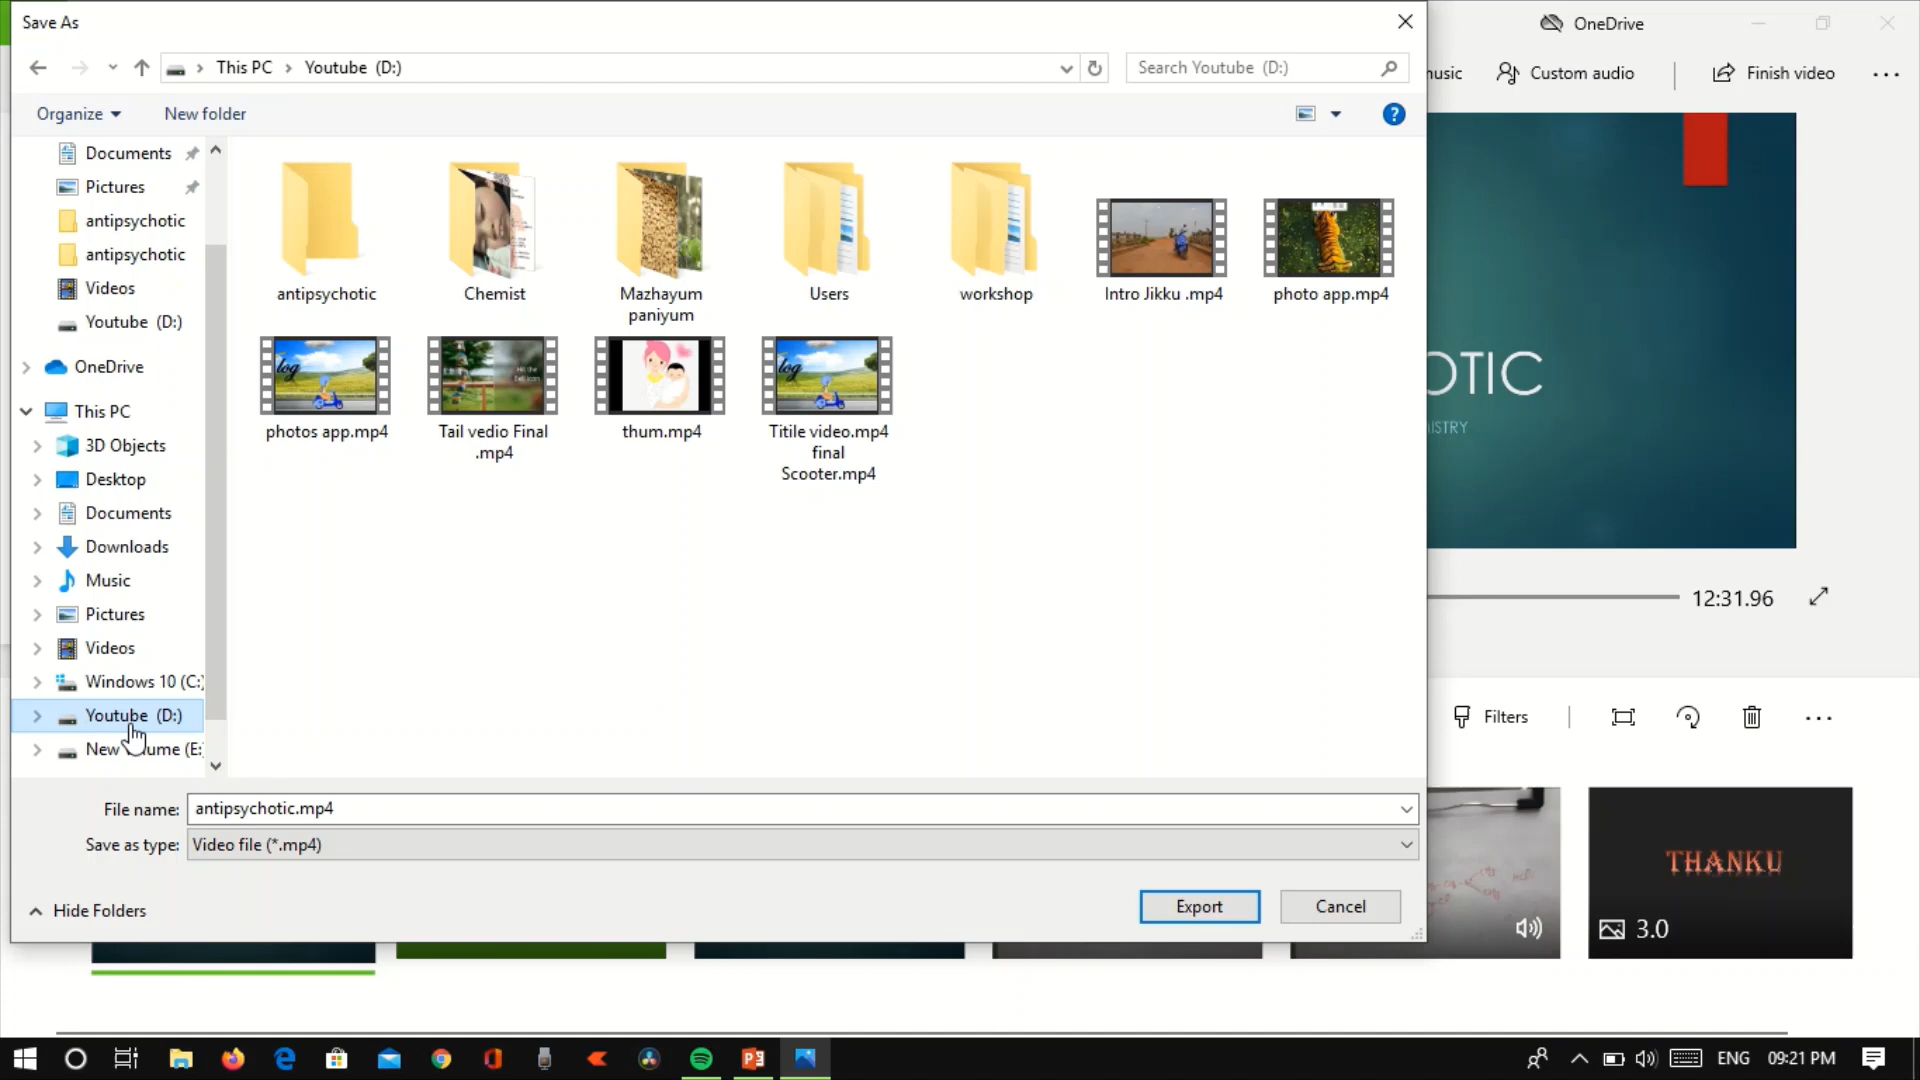 Save As
OneDrive
This PC
Youtube (D:)
Search Youtube (D:)
Custom audio
Finish video
Organize
New folder
Documents
Pictures
antipsychotic
antipsychotic
Videos
Youtube (D:)
OneDrive
This PC
3D Objects
Desktop
Documents
Downloads
Music
Pictures
Videos
Windows 10 (C:)
Youtube (D:)
New
antipsychotic
Chemist
Mazhayum
paniyum
Users
workshop
Intro Jikku .mp4
photo app.mp4
photos app.mp4
Tail vedio Final
.mp4
thum.mp4
Titile video.mp4
final
Scooter.mp4
OTIC
ISTRY
12:31.96
Filters
File name:
antipsychotic.mp4
Save as type:
Video file (*.mp4)
Hide Folders
Export
Cancel
THANKU
3.0
ENG
09:21 PM